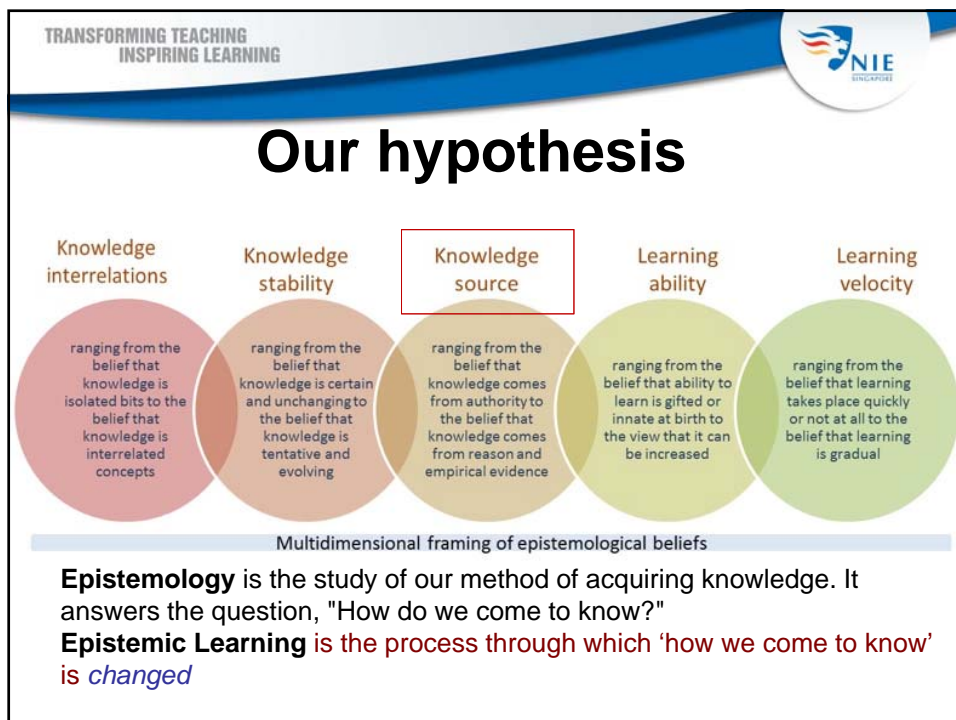 TRANSFORMING TEACHING
INSPIRING LEARNING
NIE
SINGAPORE
Our hypothesis
Knowledge
interrelations
Knowledge
stability
Knowledge
source
Learning
ability
Learning
velocity
ranging from the
belief that
knowledge is
isolated bits to the
belief that
knowledge is
interrelated
concepts
ranging from the
belief that
knowledge is certain
and unchanging to
the belief that
knowledge is
tentative and
evolving
ranging from the
belief that
knowledge comes
from authority to
the belief that
knowledge comes
from reason and
empirical evidence
ranging from the
belief that ability to
learn is gifted or
innate at birth to
the view that it can
be increased
ranging from the
belief that learning
takes place quickly
or not at all to the
belief that learning
is gradual
Multidimensional framing of epistemological beliefs
Epistemology is the study of our method of acquiring knowledge. It
answers the question, "How do we come to know?"
Epistemic Learning is the process through which ‘how we come to know’
is changed